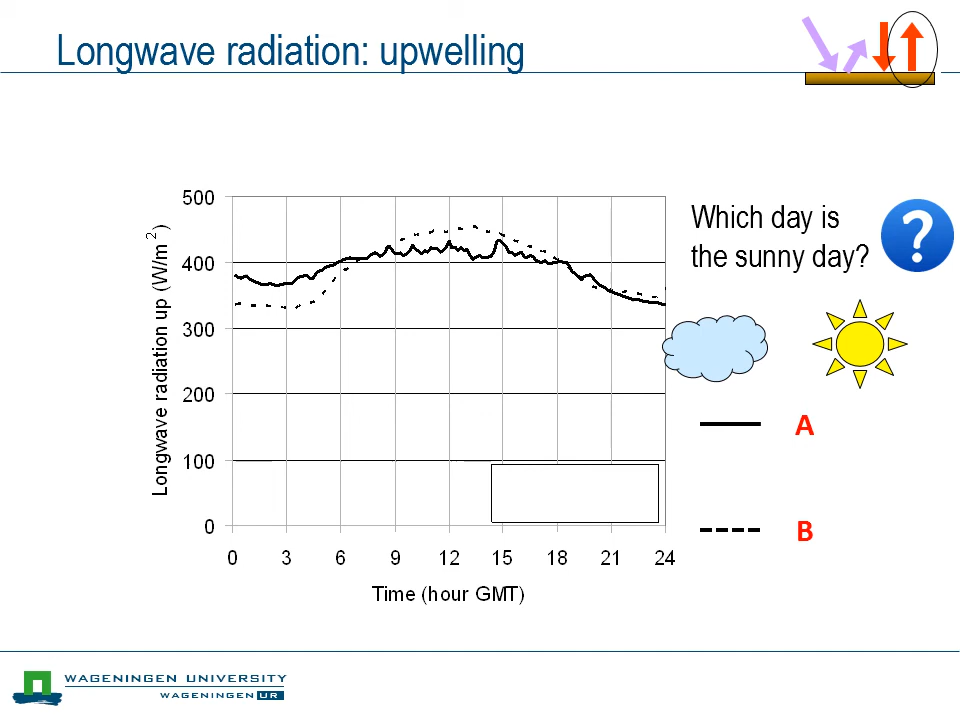 Longwave radiation: upwelling
Which day is
the sunny day?
?
Longwave radiation up (W/m²)
500
400
300
200
100
0
0 3 6 9 12 15 18 21 24
Time (hour GMT)
A
B
WAGENINGEN UNIVERSITY
WAGENINGEN UR